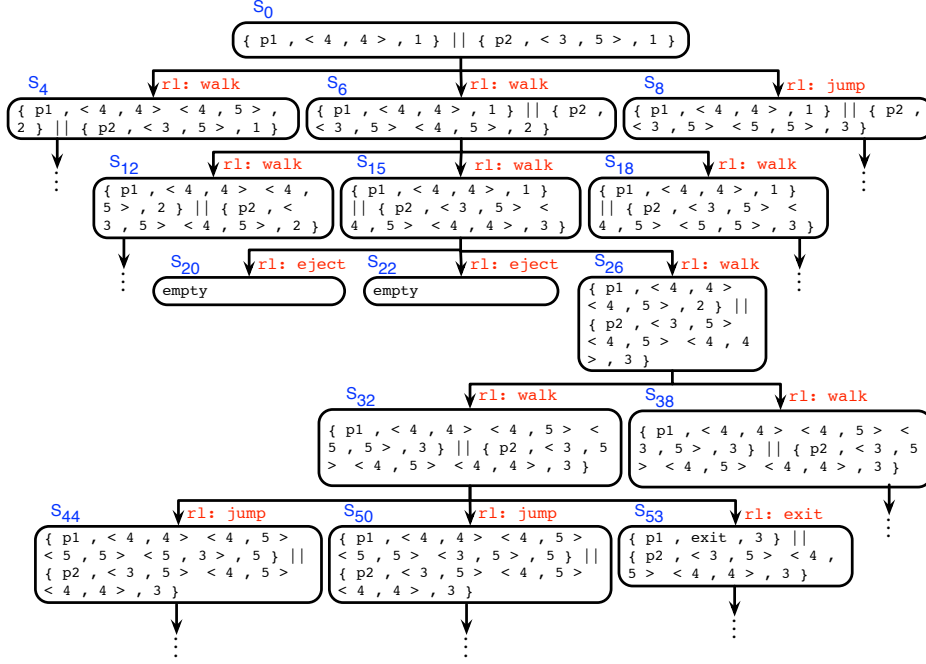 S0
{ p1 , < 4 , 4 > , 1 } || { p2 , < 3 , 5 > , 1 }
S4
rl: walk
S6
rl: walk
S8
rl: jump
{ p1 , < 4 , 4 > < 4 , 5 > ,
2 } || { p2 , < 3 , 5 > , 1 }
{ p1 , < 4 , 4 > , 1 } || { p2 ,
< 3 , 5 > < 4 , 5 > , 2 }
{ p1 , < 4 , 4 > , 1 } || { p2 ,
< 3 , 5 > < 5 , 5 > , 3 }
S12
rl: walk
S15
rl: walk
S18
rl: walk
{ p1 , < 4 , 4 > < 4 ,
5 > , 2 } || { p2 , <
3 , 5 > < 4 , 5 > , 2 }
{ p1 , < 4 , 4 > , 1 }
|| { p2 , < 3 , 5 > <
4 , 5 > < 4 , 4 > , 3 }
{ p1 , < 4 , 4 > , 1 }
|| { p2 , < 3 , 5 > <
4 , 5 > < 5 , 5 > , 3 }
S20
rl: eject
S22
rl: eject
S26
rl: walk
empty
empty
{ p1 , < 4 , 4 >
< 4 , 5 > , 2 } ||
{ p2 , < 3 , 5 >
< 4 , 5 > < 4 , 4
> , 3 }
S32
rl: walk
S38
rl: walk
{ p1 , < 4 , 4 > < 4 , 5 > <
5 , 5 > , 3 } || { p2 , < 3 , 5
> < 4 , 5 > < 4 , 4 > , 3 }
{ p1 , < 4 , 4 > < 4 , 5 > <
3 , 5 > , 3 } || { p2 , < 3 , 5
> < 4 , 5 > < 4 , 4 > , 3 }
S44
rl: jump
S50
rl: jump
S53
rl: exit
{ p1 , < 4 , 4 > < 4 , 5 >
< 5 , 5 > < 5 , 3 > , 5 } ||
{ p2 , < 3 , 5 > < 4 , 5 >
< 4 , 4 > , 3 }
{ p1 , < 4 , 4 > < 4 , 5 >
< 5 , 5 > < 3 , 5 > , 5 } ||
{ p2 , < 3 , 5 > < 4 , 5 >
< 4 , 4 > , 3 }
{ p1 , exit , 3 } ||
{ p2 , < 3 , 5 > < 4 ,
5 > < 4 , 4 > , 3 }